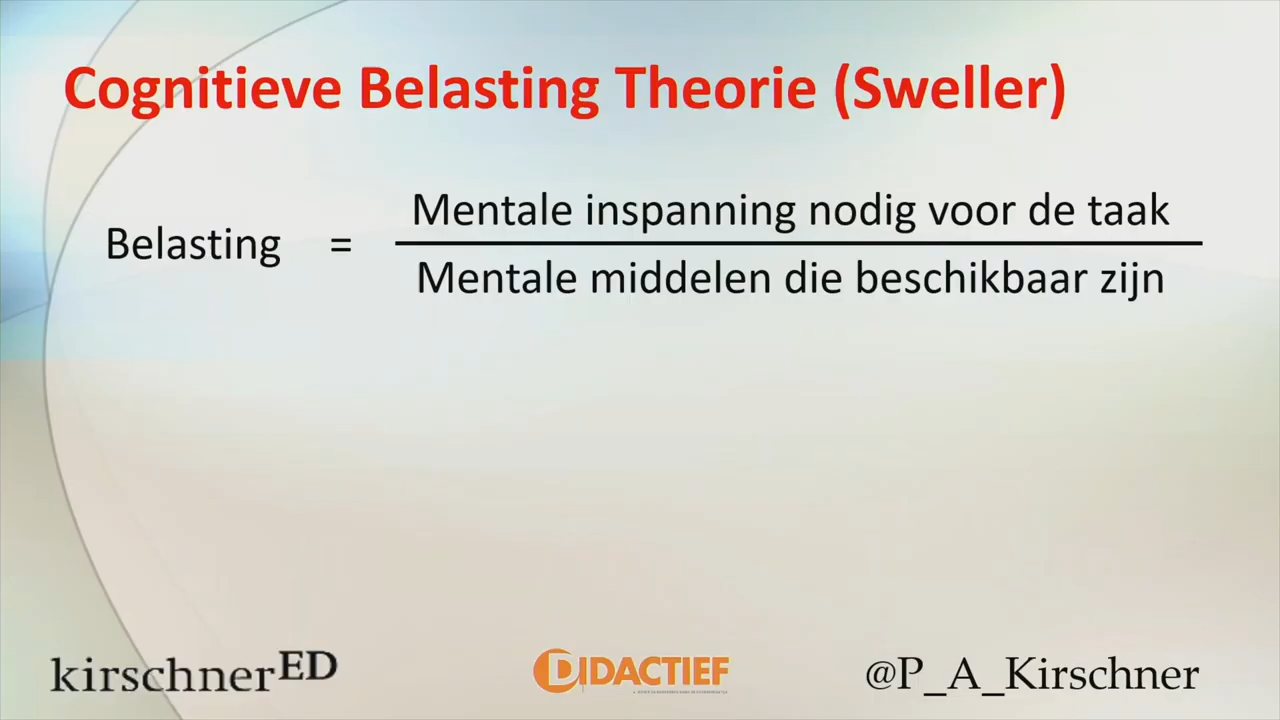 Cognitieve Belasting Theorie (Sweller)
Mentale inspanning nodig voor de taak
Belasting =
Mentale middelen die beschikbaar zijn
kirschnerED
DIDACTIEF
@P_A_Kirschner